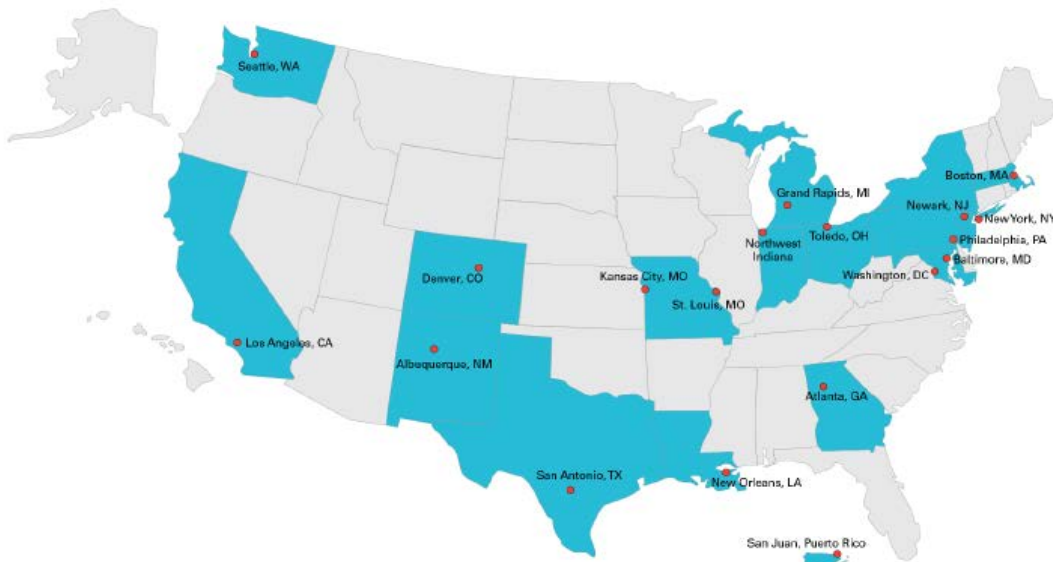 Seattle, WA
Boston, MA
Grand Rapids, MI
Newark, NJ
New York, NY
Toledo, OH
Northwest
Indiana
Philadelphia, PA
Baltimore, MD
Washington, DC
Denver, CO
Kansas City, MO
St. Louis, MO
Los Angeles, CA
Albuquerque, NM
Atlanta, GA
San Antonio, TX
New Orleans, LA
San Juan, Puerto Rico